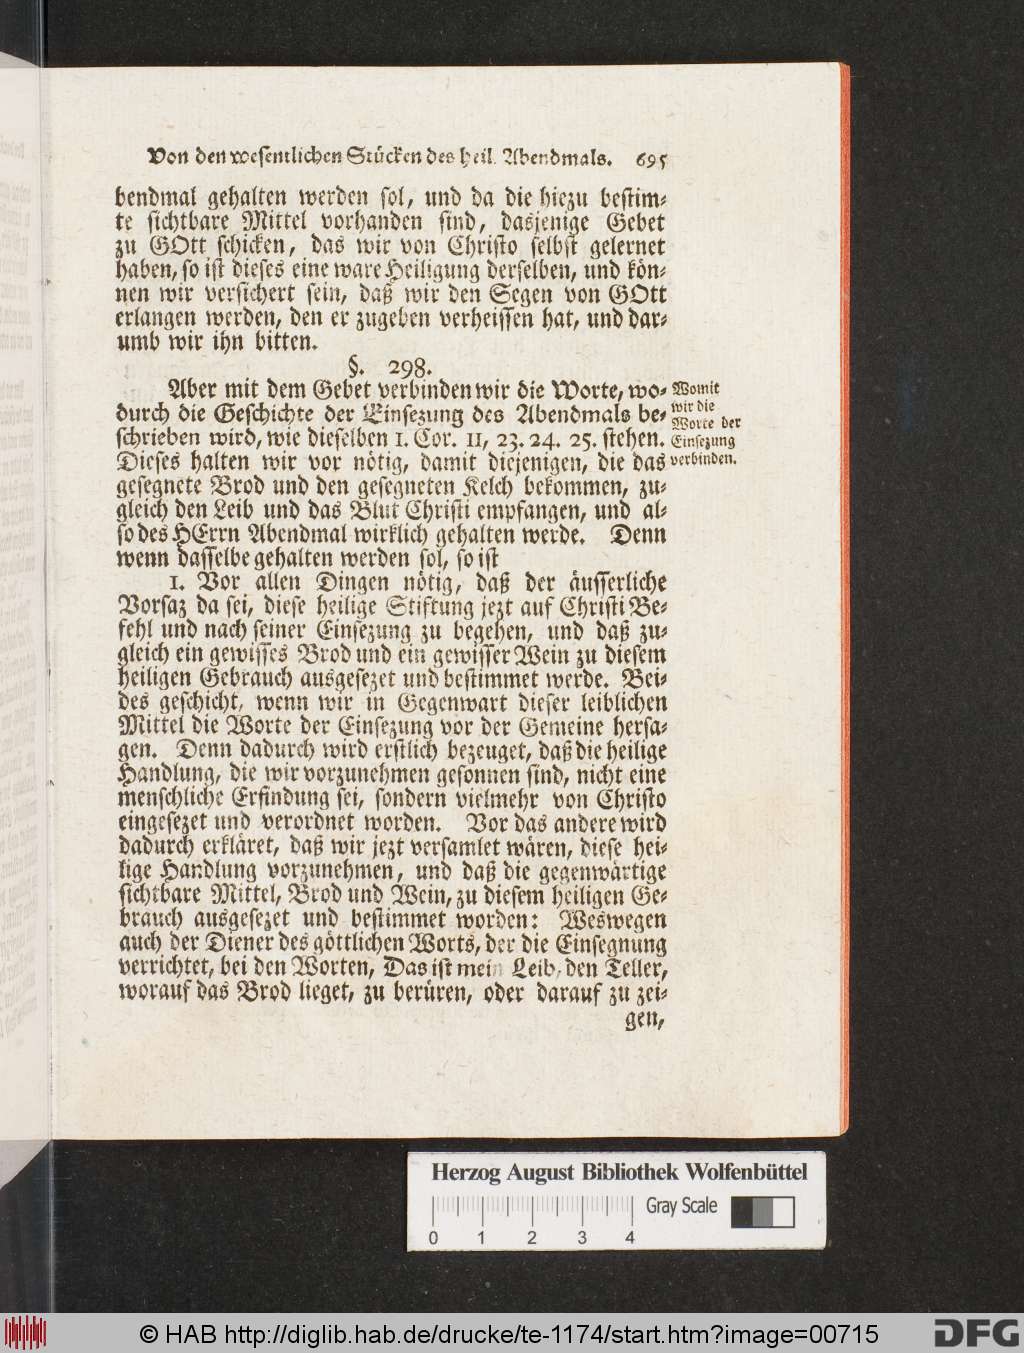 Von den wesentlichen Stücken des heil. Abendmals. 695
bendmal gehalten werden sol, und da die hiezu bestim-
te sichtbare Mittel vorhanden sind, dasjenige Gebet
zu GOtt schicken, das wir von Christo selbst gelernet
haben, so ist dieses eine ware Heiligung derselben, und kön-
nen wir versichert sein, daß wir den Segen von GOtt
erlangen werden, den er zugeben verheissen hat, und dar-
umb wir ihn bitten.
§. 298.
Aber mit dem Gebet verbinden wir die Worte, wo-
durch die Geschichte der Einsezung des Abendmals be-
schrieben wird, wie dieselben 1. Cor. 11, 23. 24. 25. stehen.
Dieses halten wir vor nötig, damit diejenigen, die das
gesegnete Brod und den gesegneten Kelch bekommen, zu-
gleich den Leib und das Blut Christi empfangen, und al-
so des HErrn Abendmal wirklich gehalten werde. Denn
wenn dasselbe gehalten werden sol, so ist
Womit
wir die
Worte der
Einsezung
verbinden.
1. Vor allen Dingen nötig, daß der äusserliche
Vorsaz da sei, diese heilige Stiftung jezt auf Christi Be-
fehl und nach seiner Einsezung zu begehen, und daß zu-
gleich ein gewisses Brod und ein gewisser Wein zu diesem
heiligen Gebrauch ausgesezet und bestimmet werde. Bei-
des geschicht, wenn wir in Gegenwart dieser leiblichen
Mittel die Worte der Einsezung vor der Gemeine hersa-
gen. Denn dadurch wird erstlich bezeuget, daß die heilige
Handlung, die wir vorzunehmen gesonnen sind, nicht eine
menschliche Erfindung sei, sondern vielmehr von Christo
eingesezet und verordnet worden. Vor das andere wird
dadurch erkläret, daß wir jezt versamlet wären, diese hei-
lige Handlung vorzunehmen, und daß die gegenwärtige
sichtbare Mittel, Brod und Wein, zu diesem heiligen Ge-
brauch ausgesezet und bestimmet worden: Weswegen
auch der Diener des göttlichen Worts, der die Einsegnung
verrichtet, bei den Worten, Das ist mein Leib, den Teller,
worauf das Brod lieget, zu berüren, oder darauf zu zei-
gen,
Herzog August Bibliothek Wolfenbüttel
Gray Scale
0 1 2 3 4
© HAB http://diglib.hab.de/drucke/te-1174/start.htm?image=00715
DFG